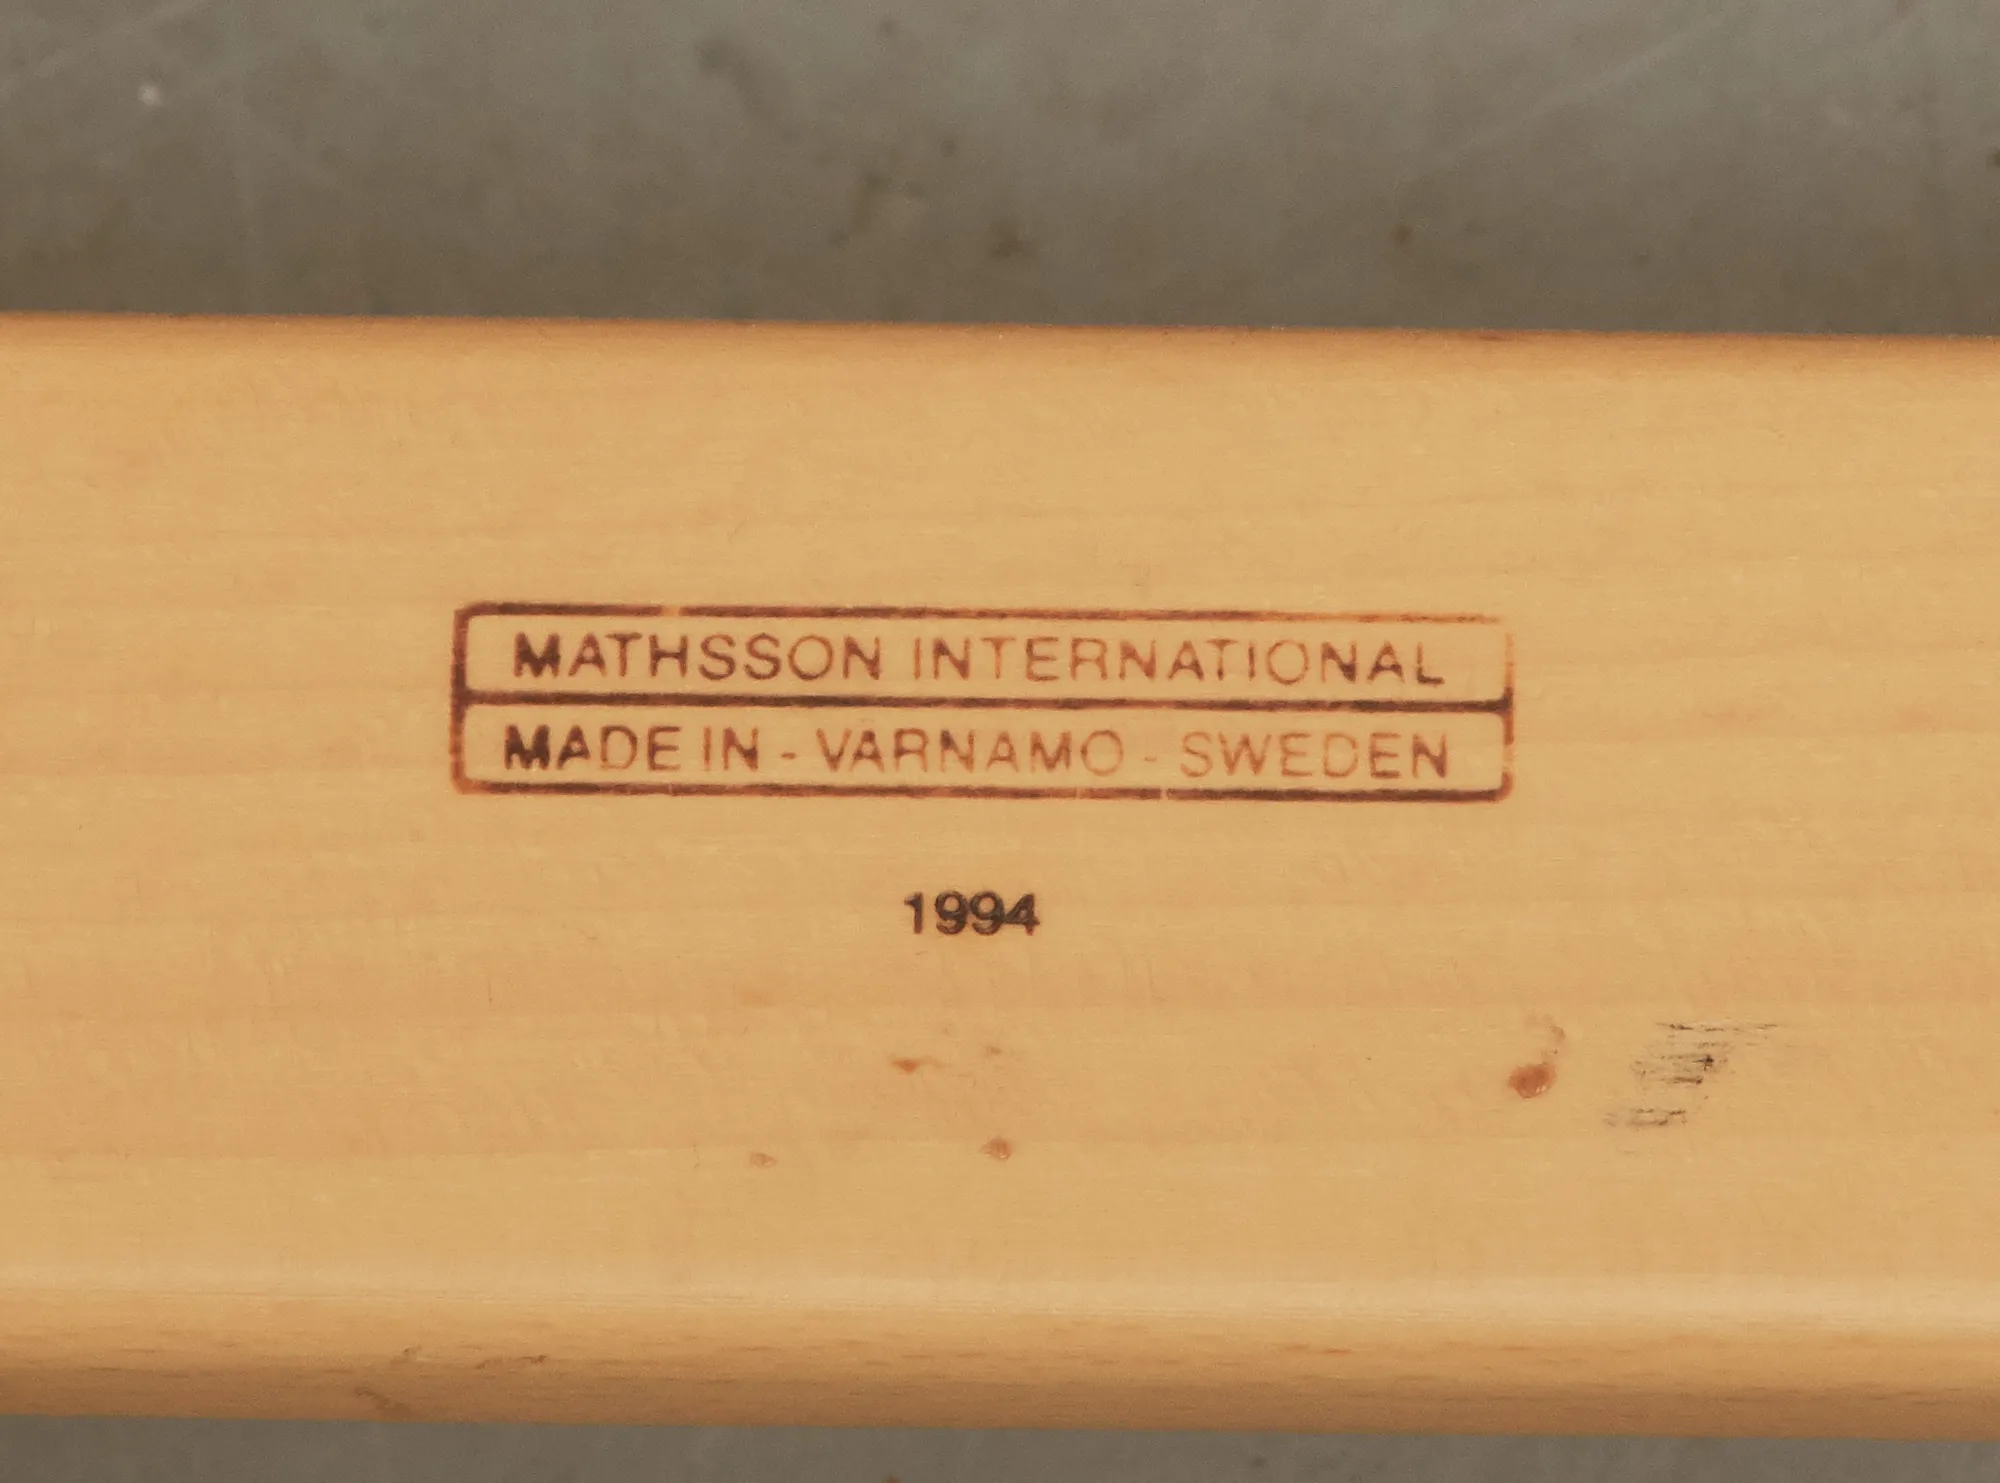 MATHSSON INTERNATIONAL
MADE IN - VARNAMO - SWEDEN
1994